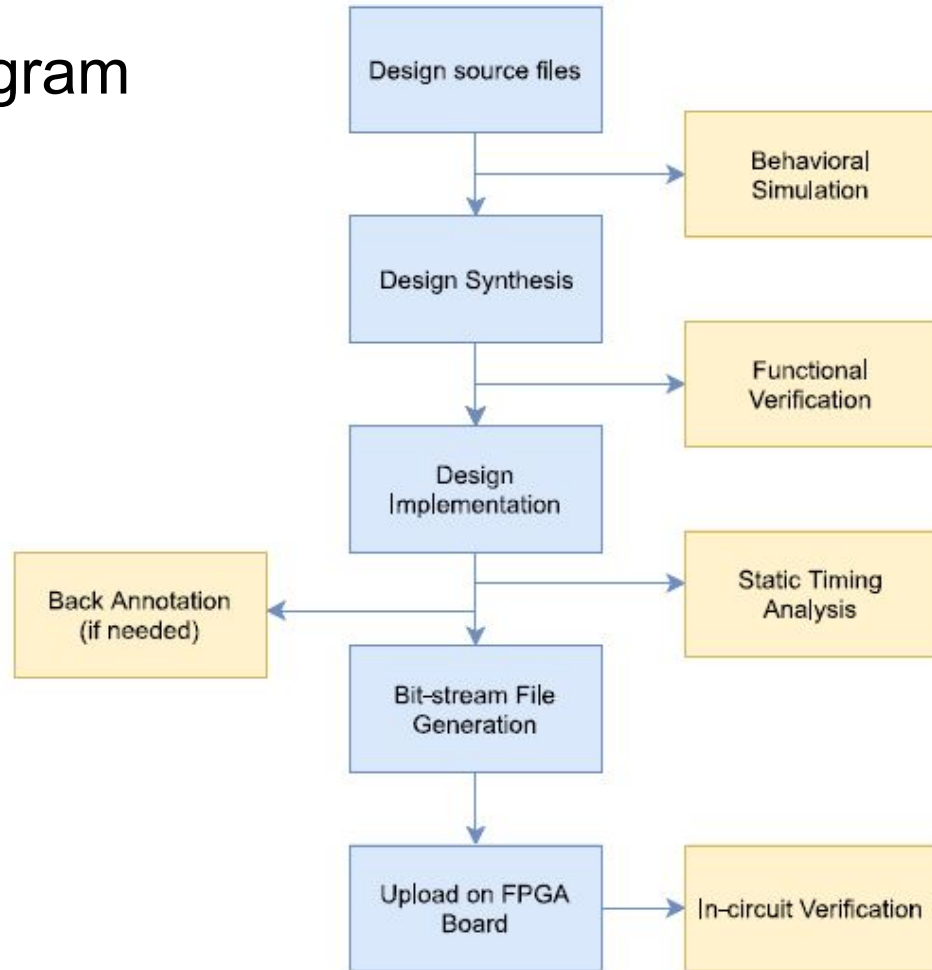 gram
Design source files
Behavioral
Simulation
Design Synthesis
Functional
Verification
Design
Implementation
Static Timing
Analysis
Back Annotation
(if needed)
Bit-stream File
Generation
Upload on FPGA
Board
In-circuit Verification